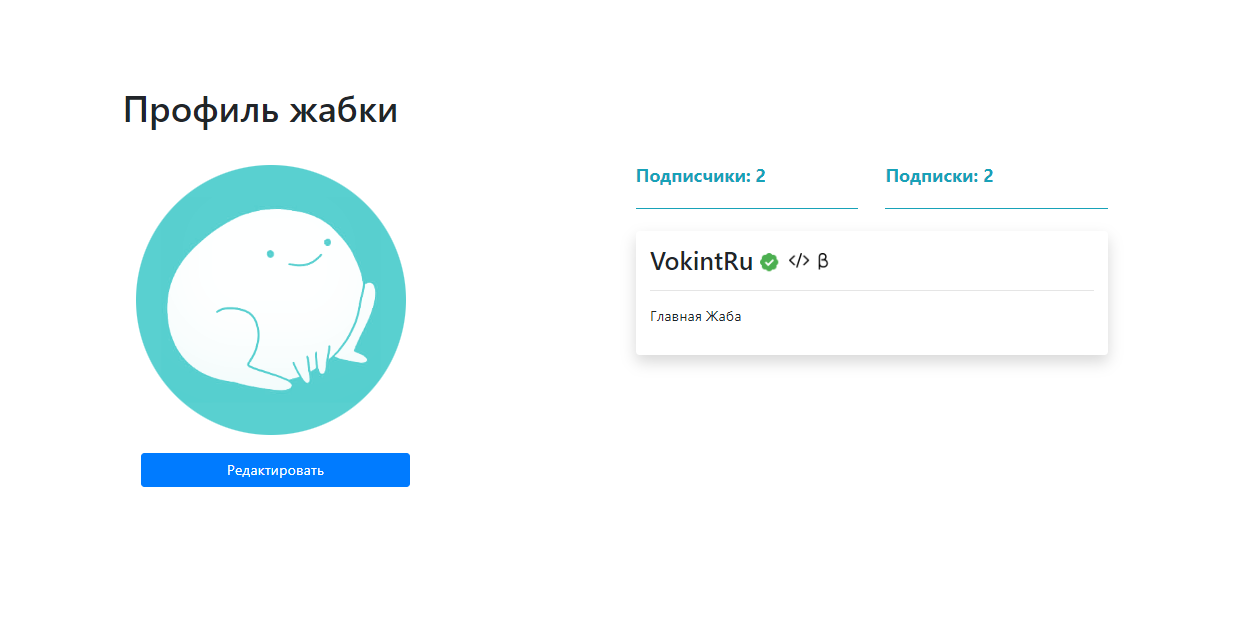 Профиль жабки
Подписчики: 2
Подписки: 2
VokintRu </> β
Главная Жаба
Редактировать